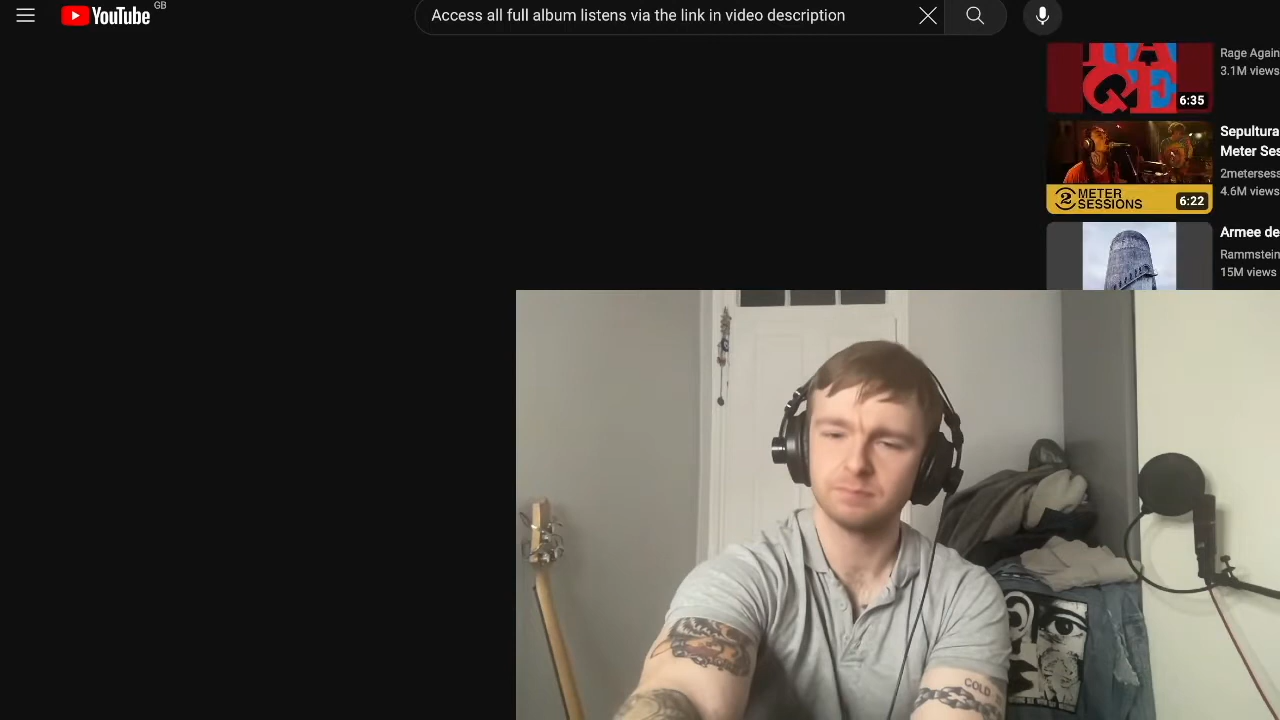 YouTube GB
Access all full album listens via the link in video description
RAGE
6:35
Rage Again
3.1M views
Sepultura
Meter Ses
2metersess
4.6M views
2 METER
SESSIONS
6:22
Armee de
Rammstein
15M views
COLD